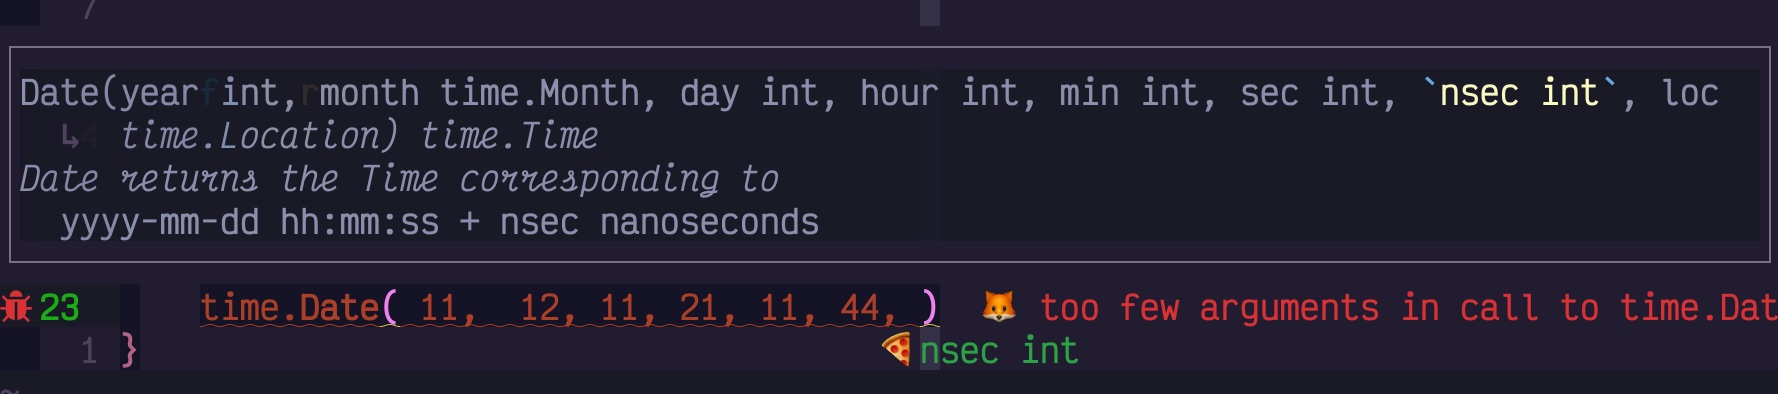 7
Date(year int, month time.Month, day int, hour int, min int, sec int, `nsec int`, loc
↳ time.Location) time.Time
Date returns the Time corresponding to
yyyy-mm-dd hh:mm:ss + nsec nanoseconds
23 time.Date( 11, 12, 11, 21, 11, 44, ) 🦊 too few arguments in call to time.Dat
1 } 🍕nsec int
~